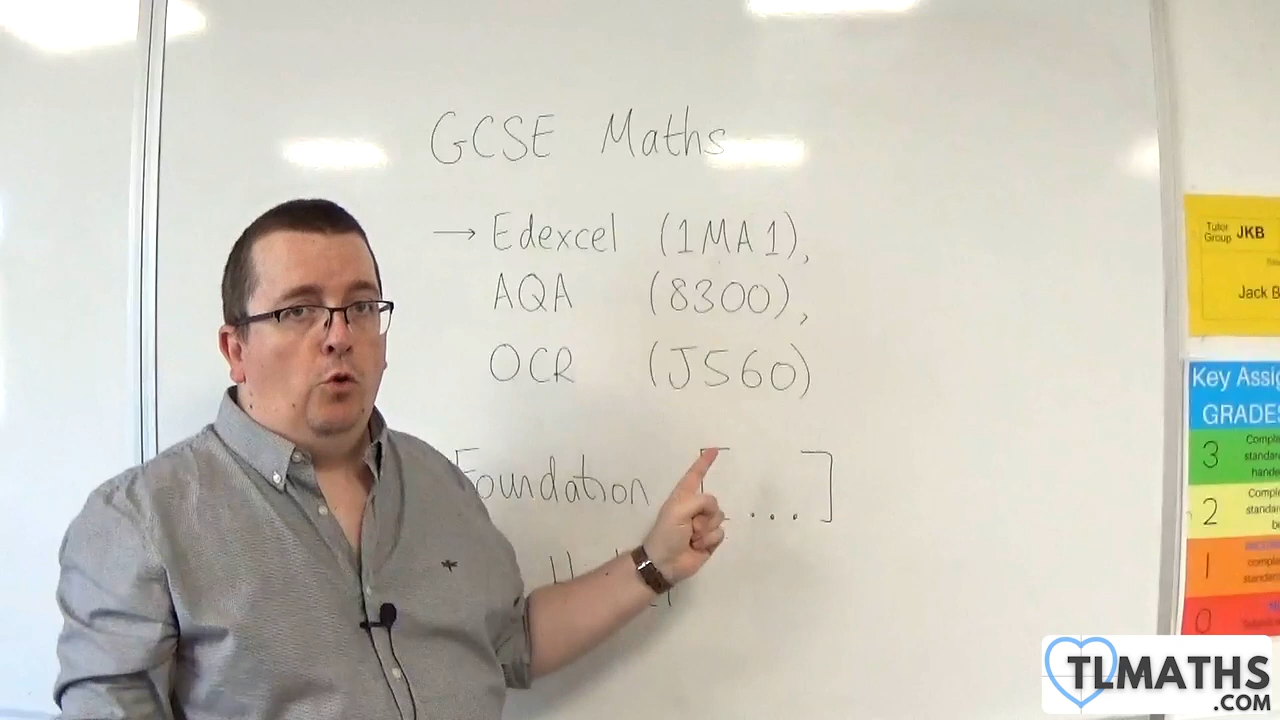 GCSE Maths
→ Edexcel (1MA1),
AQA (8300),
OCR (J560)
Foundation [ ... ]
Tutor Group JKB
Jack B
Key Assig
GRADES
3
2
1
0
TLMATHS
.COM